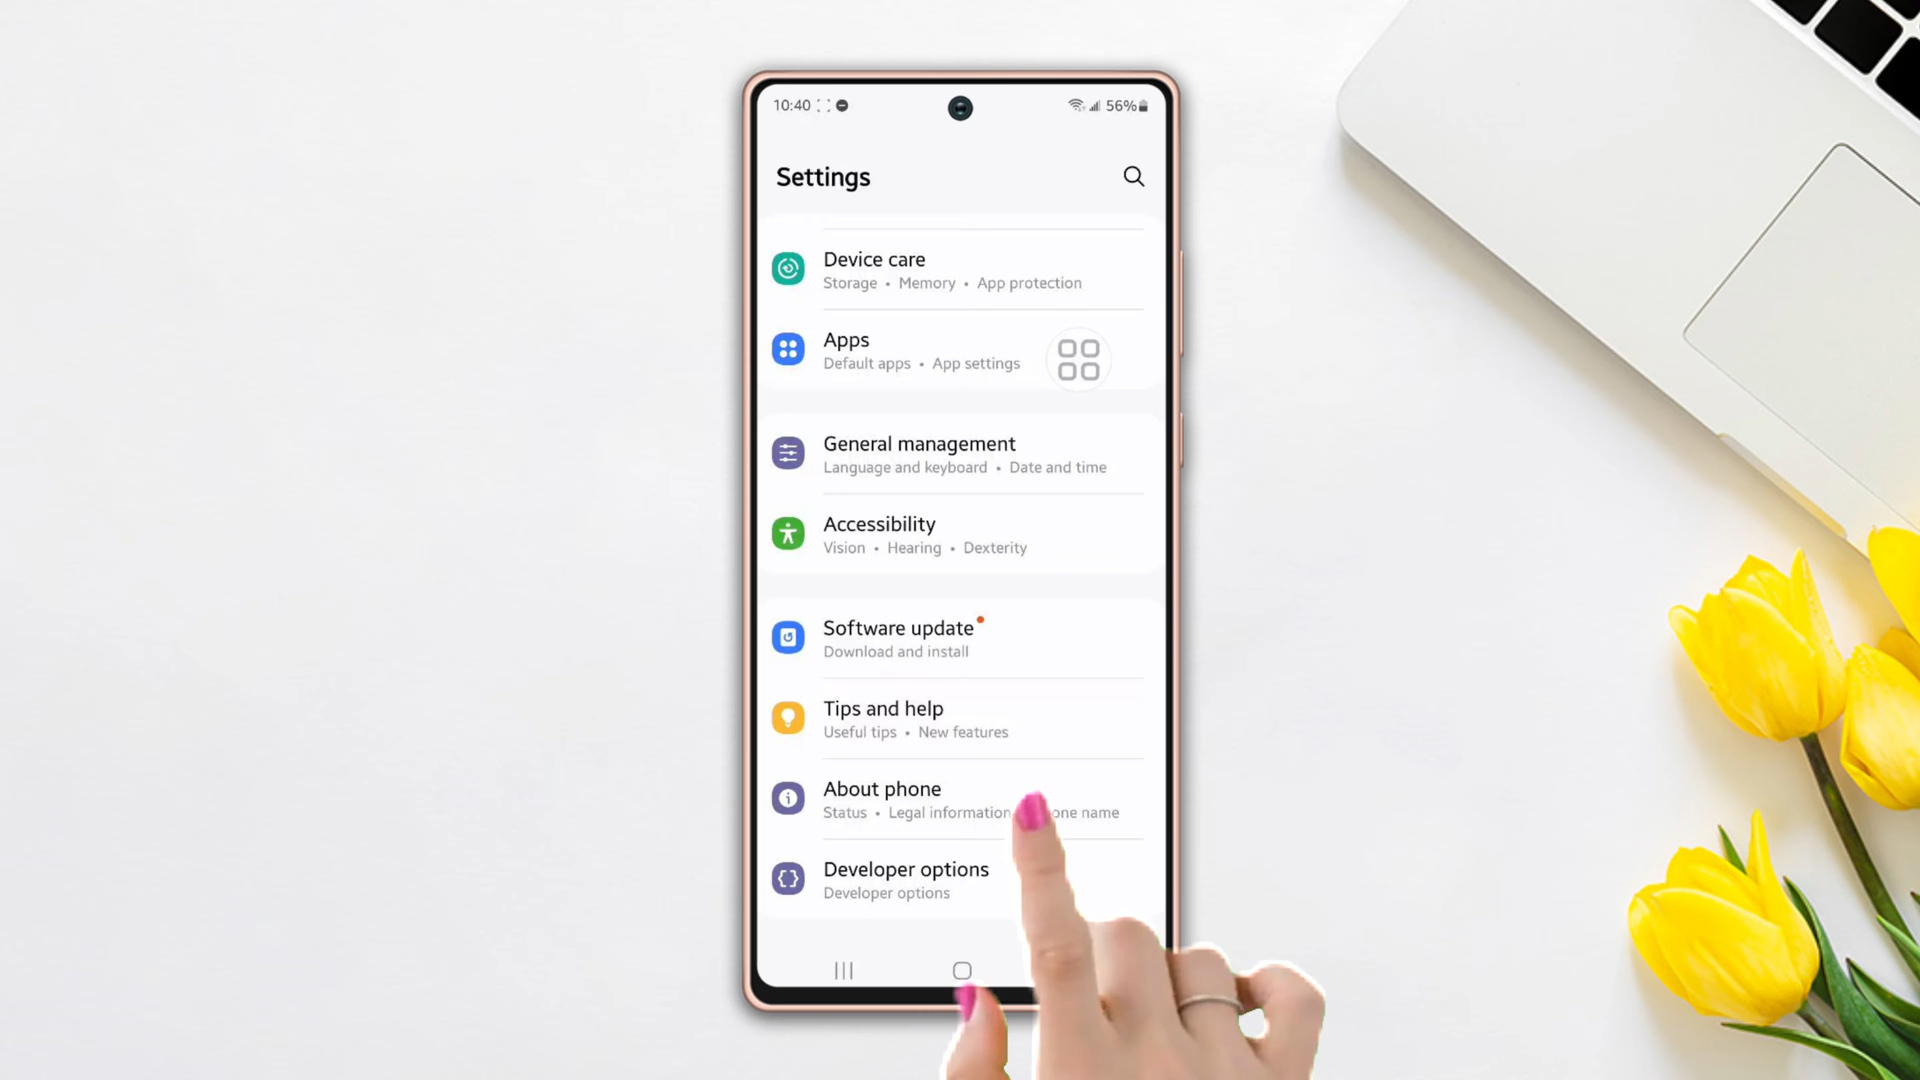 10:40
56%
Settings
Device care
Storage • Memory • App protection
Apps
Default apps • App settings
General management
Language and keyboard • Date and time
Accessibility
Vision • Hearing • Dexterity
Software update
Download and install
Tips and help
Useful tips • New features
About phone
Status • Legal information one name
Developer options
Developer options